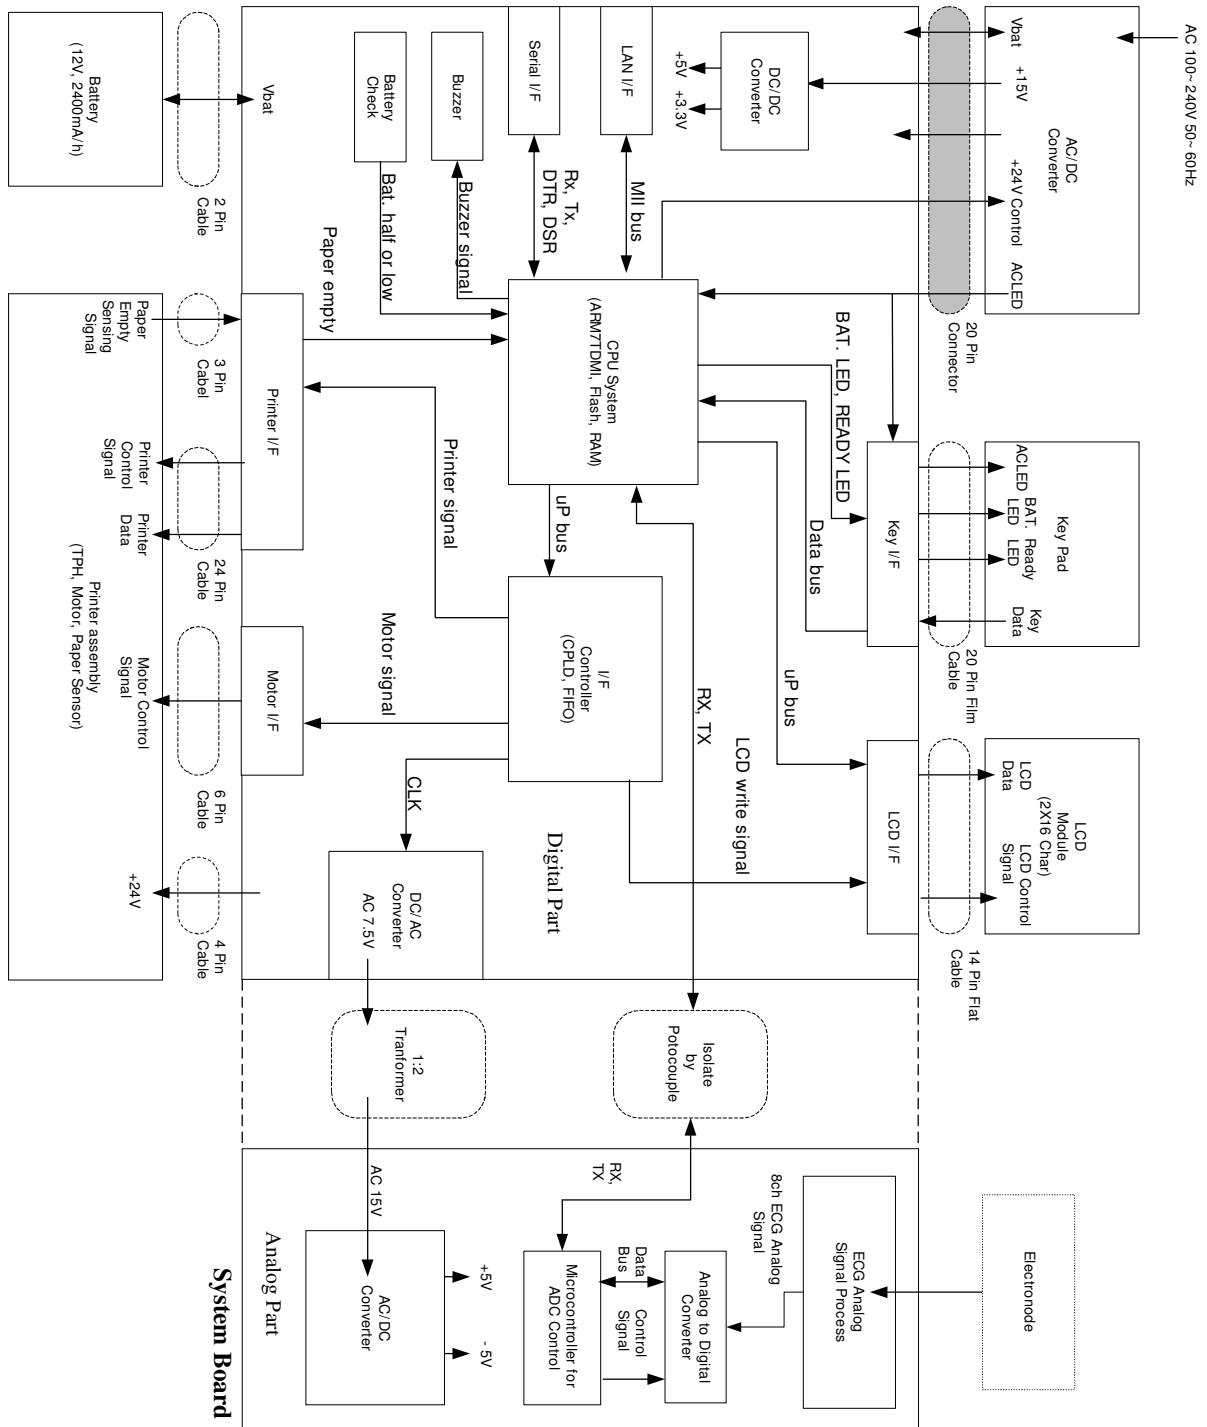 AC 100~ 240V 50~ 60Hz
AC/DC
Converter
Vbat
+15V
+24V Control
ACLED
20 Pin
Connector
Key Pad
ACLED
BAT.
LED
Ready
LED
Key
Data
20 Pin Film
Cable
LCD
Module
(2X16 Char)
LCD
Data
LCD Control
Signal
14 Pin Flat
Cable
Electronode
DC/DC
Converter
+5V
+3.3V
LAN I/F
MII bus
Serial I/F
Rx, Tx,
DTR, DSR
Buzzer
Buzzer signal
Battery
Check
Bat. half or low
Paper empty
Vbat
CPU System
(ARM7TDMI, Flash, RAM)
BAT. LED, READY LED
Key I/F
Data bus
uP bus
LCD I/F
RX, TX
LCD write signal
uP bus
I/F
Controller
(CPLD, FIFO)
Printer signal
Motor signal
CLK
Printer I/F
Motor I/F
DC/AC
Converter
AC 7.5V
Digital Part
Isolate
by
Potocouple
1:2
Tranformer
ECG Analog
Signal Process
8ch ECG Analog
Signal
Analog to Digital
Converter
Data
Bus
Control
Signal
Microcontroller for
ADC Control
RX,
TX
AC 15V
AC/DC
Converter
+5V
- 5V
Analog Part
System Board
2 Pin
Cable
3 Pin
Cabel
24 Pin
Cable
6 Pin
Cable
4 Pin
Cable
Battery
(12V, 2400mA/h)
Paper
Empty
Sensing
Signal
Printer
Control
Signal
Printer
Data
Motor Control
Signal
+24V
Printer assembly
(TPH, Motor, Paper Sensor)